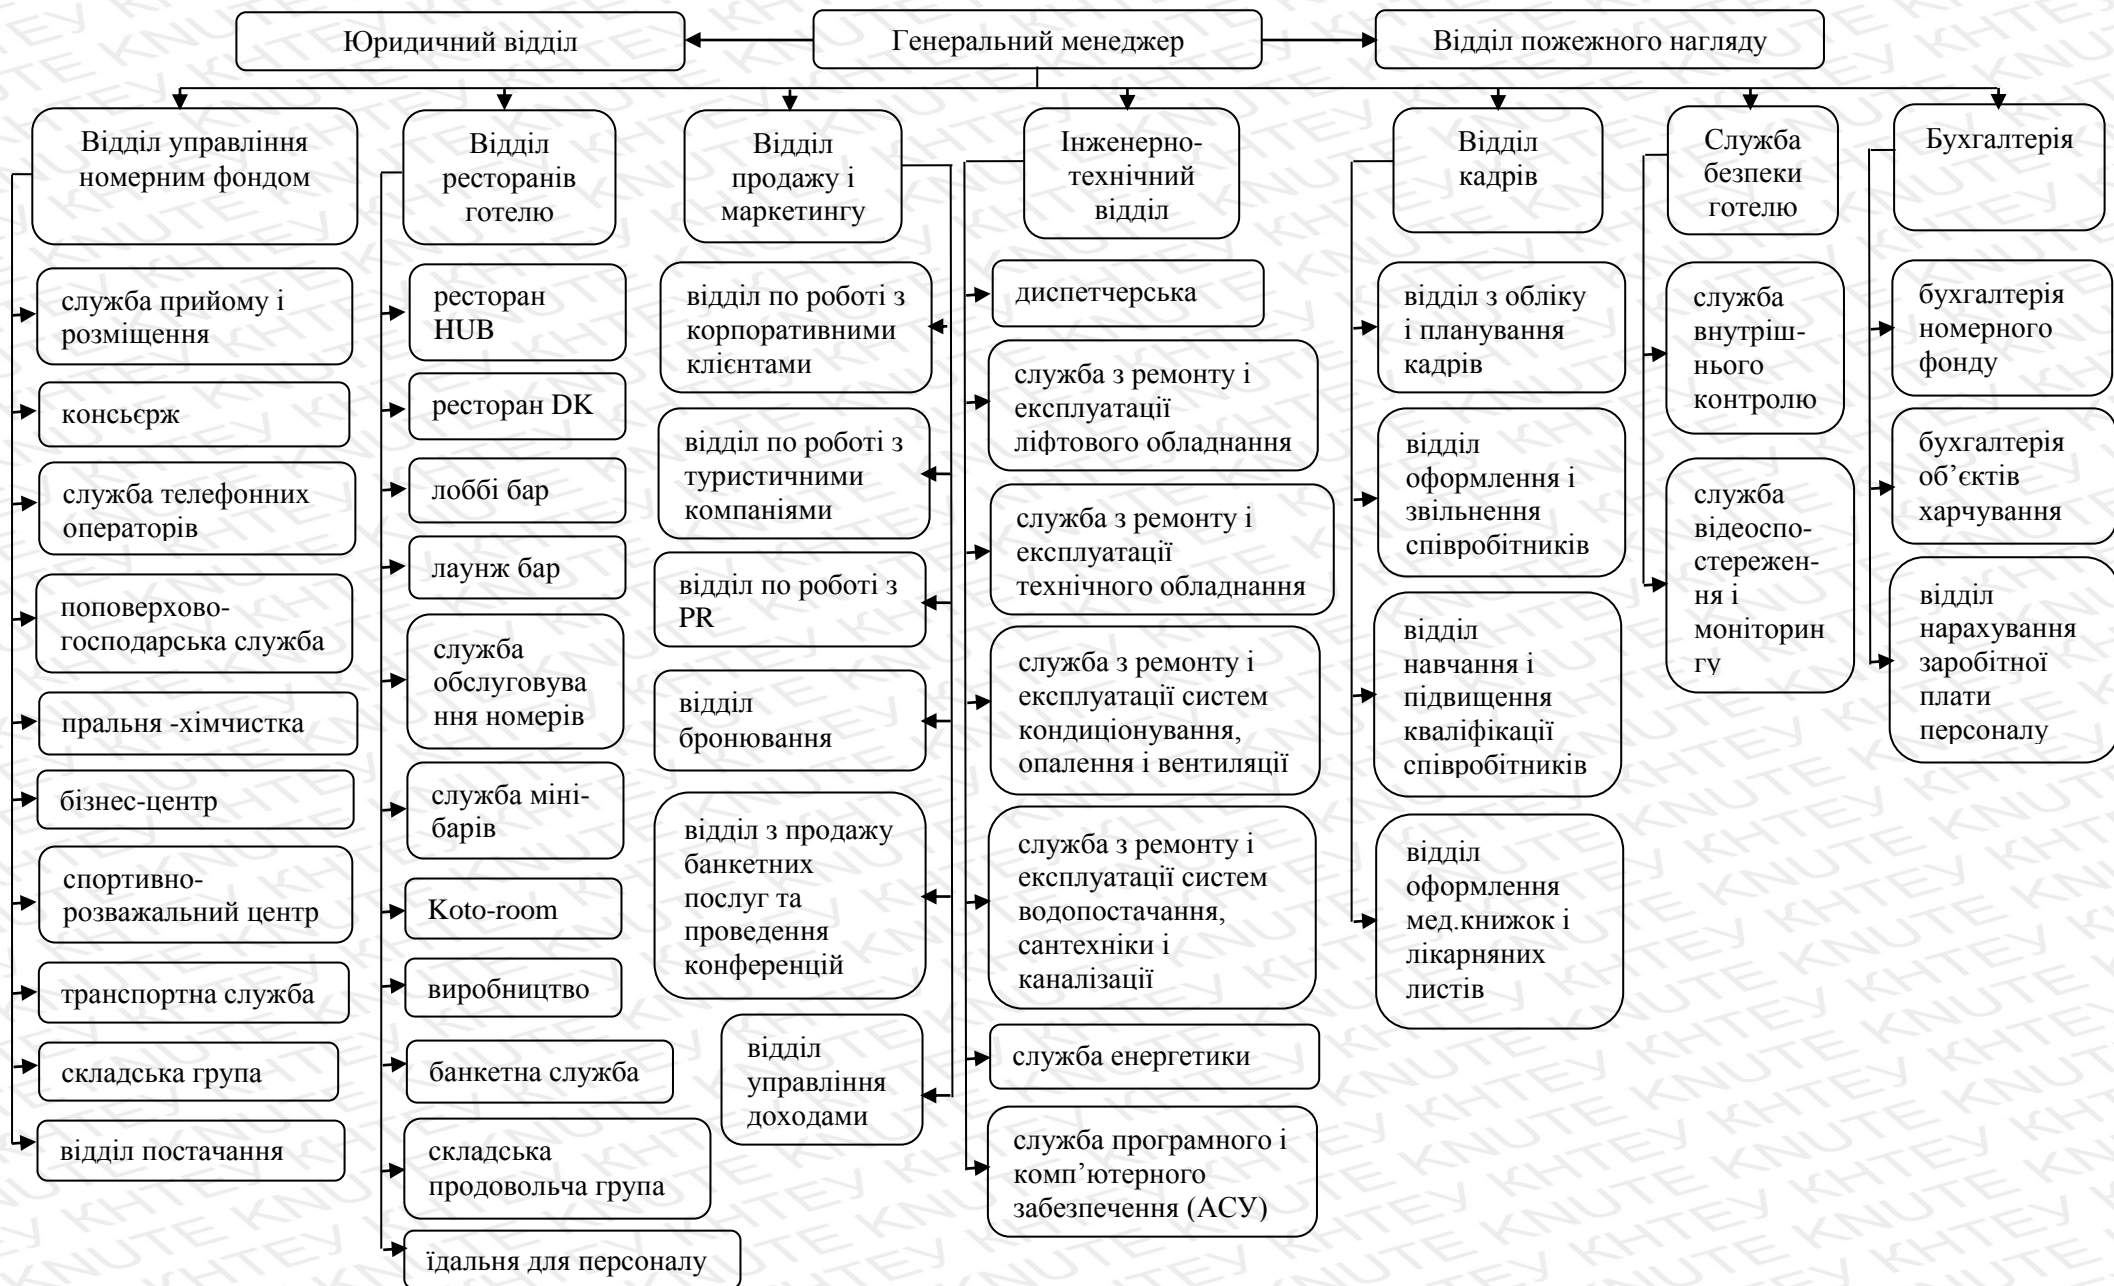 Юридичний відділ
Генеральний менеджер
Відділ пожежного нагляду
Відділ управління
номерним фондом
служба прийому і
розміщення
консьєрж
служба телефонних
операторів
поповерхово-
господарська служба
пральня -хімчистка
бізнес-центр
спортивно-
розважальний центр
транспортна служба
складська група
відділ постачання
Відділ
ресторанів
готелю
ресторан
HUB
ресторан DK
лоббі бар
лаунж бар
служба
обслуговува
ння номерів
служба міні-
барів
Koto-room
виробництво
банкетна служба
складська
продовольча група
їдальня для персоналу
Відділ
продажу і
маркетингу
відділ по роботі з
корпоративними
клієнтами
відділ по роботі з
туристичними
компаніями
відділ по роботі з
PR
відділ
бронювання
відділ з продажу
банкетних
послуг та
проведення
конференцій
відділ
управління
доходами
Інженерно-
технічний
відділ
диспетчерська
служба з ремонту і
експлуатації
ліфтового обладнання
служба з ремонту і
експлуатації
технічного обладнання
служба з ремонту і
експлуатації систем
кондиціонування,
опалення і вентиляції
служба з ремонту і
експлуатації систем
водопостачання,
сантехніки і
каналізації
служба енергетики
служба програмного і
комп’ютерного
забезпечення (АСУ)
Відділ
кадрів
відділ з обліку
і планування
кадрів
відділ
оформлення і
звільнення
співробітників
відділ
навчання і
підвищення
кваліфікації
співробітників
відділ
оформлення
мед.книжок і
лікарняних
листів
Служба
безпеки
готелю
служба
внутріш-
нього
контролю
служба
відеоспо-
стережен-
ня і
моніторин
гу
Бухгалтерія
бухгалтерія
номерного
фонду
бухгалтерія
об’єктів
харчування
відділ
нарахування
заробітної
плати
персоналу